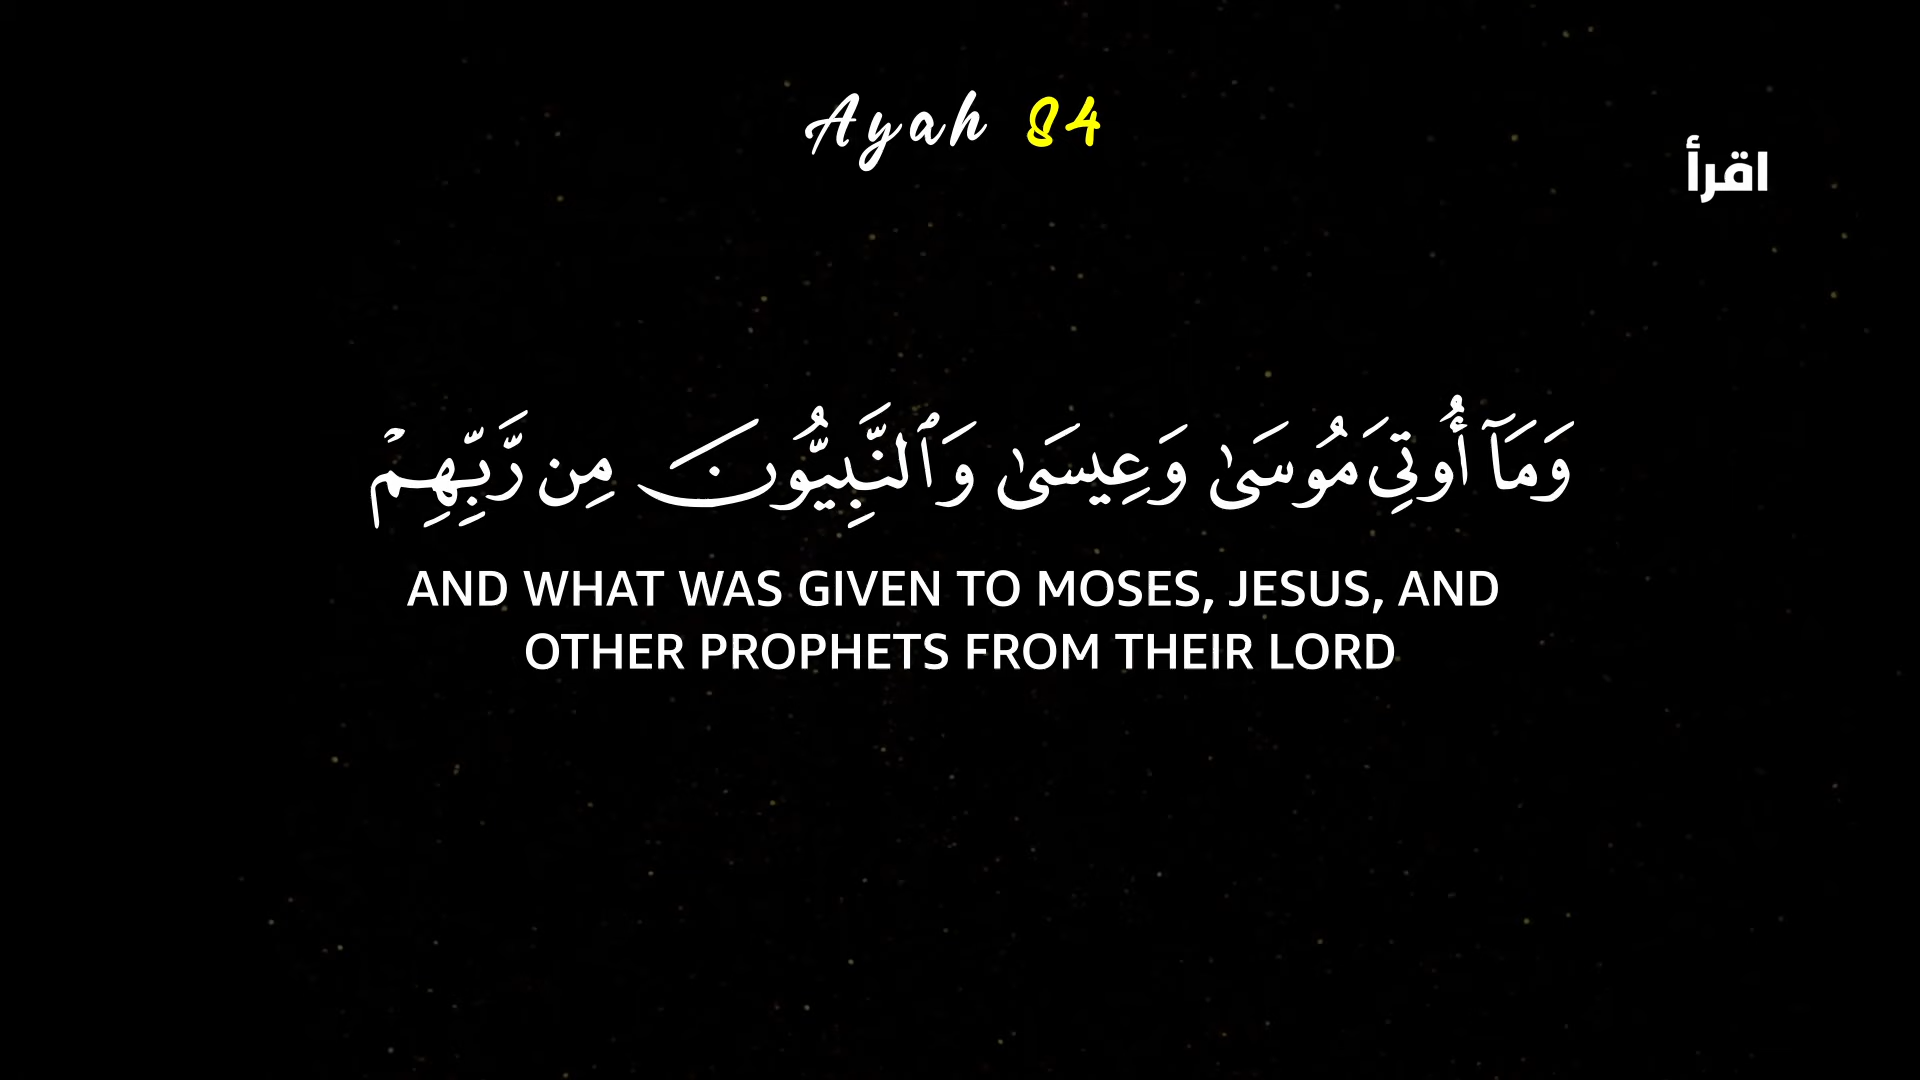 Ayah 84
اقرأ
وَمَآ أُوتِيَ مُوسَىٰ وَعِيسَىٰ وَٱلنَّبِيُّونَ مِن رَّبِّهِمْ
AND WHAT WAS GIVEN TO MOSES, JESUS, AND
OTHER PROPHETS FROM THEIR LORD